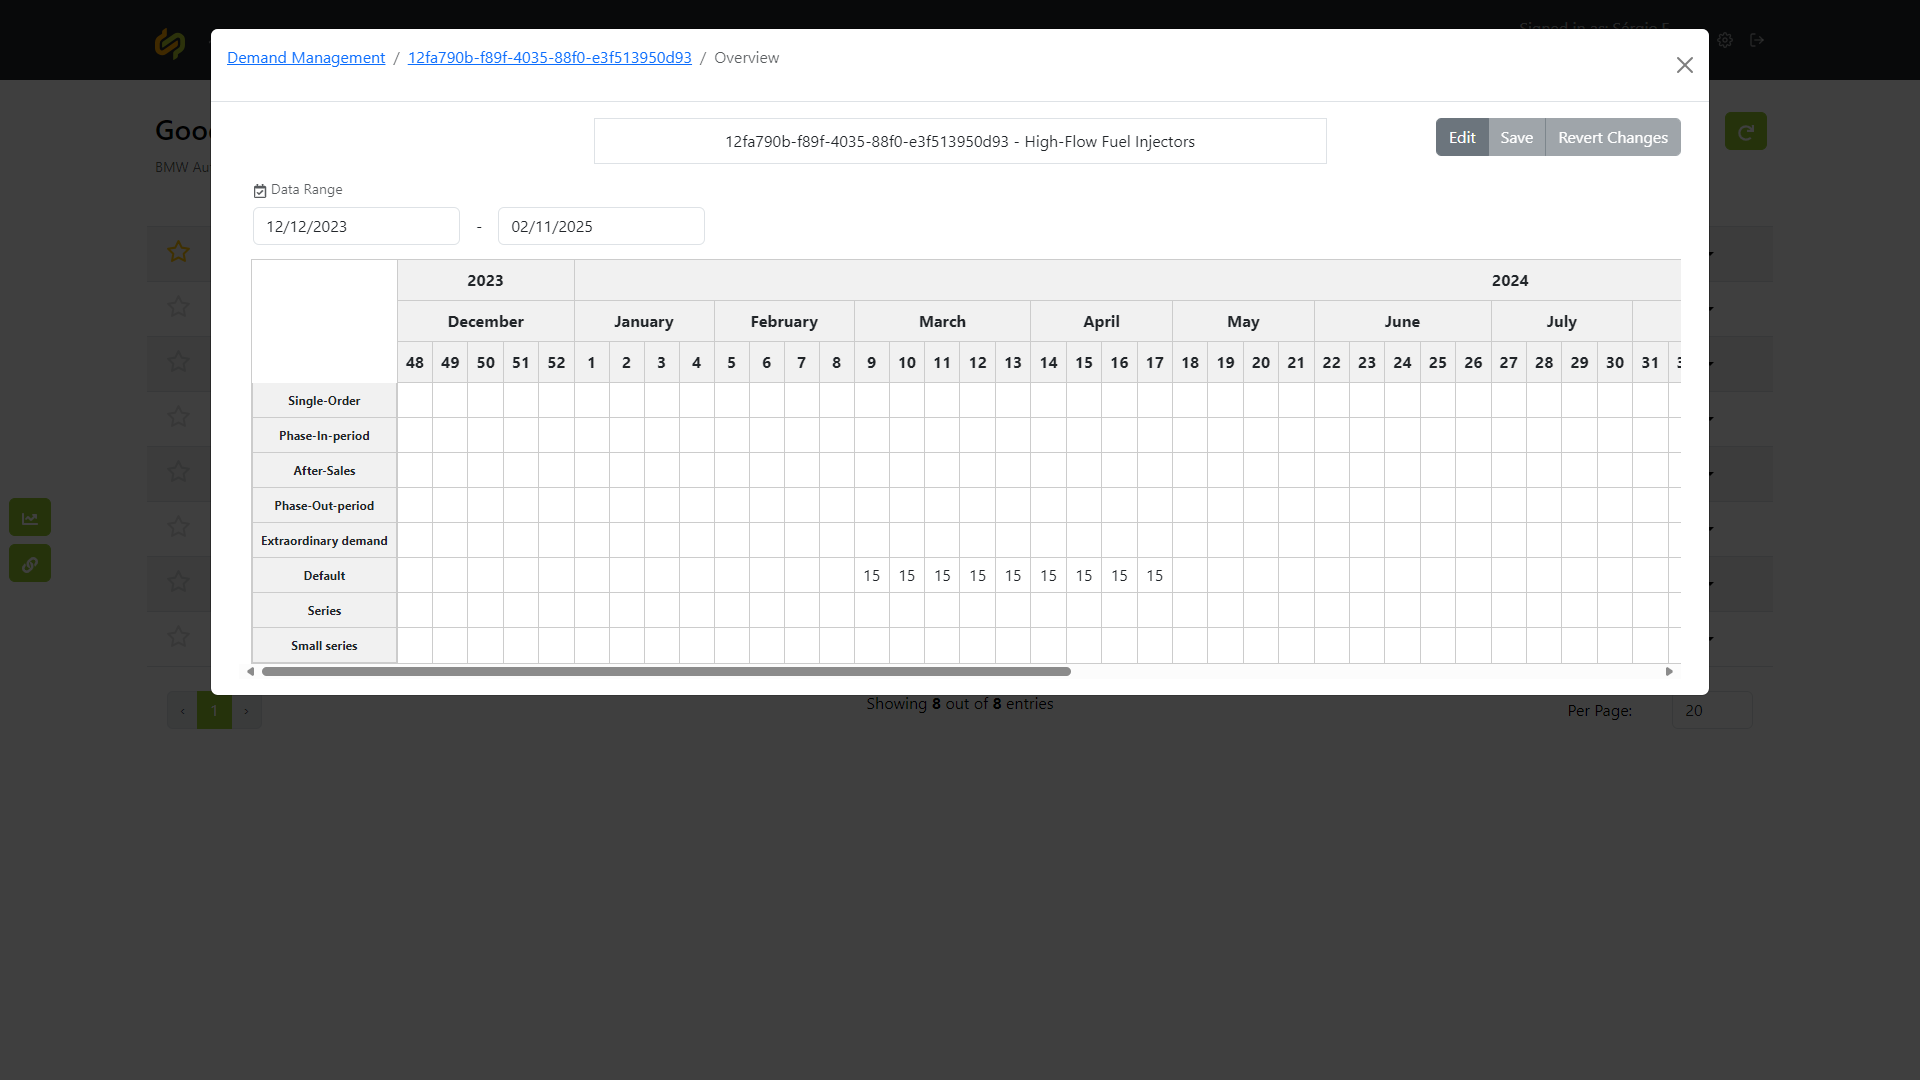 Signed in as: Sérgio F
Demand Management / 12fa790b-f89f-4035-88f0-e3f513950d93 / Overview
Goo
BMW Au
12fa790b-f89f-4035-88f0-e3f513950d93 - High-Flow Fuel Injectors
Edit Save Revert Changes
Data Range
12/12/2023 - 02/11/2025
2023 2024
December January February March April May June July
48 49 50 51 52 1 2 3 4 5 6 7 8 9 10 11 12 13 14 15 16 17 18 19 20 21 22 23 24 25 26 27 28 29 30 31
Single-Order
Phase-In-period
After-Sales
Phase-Out-period
Extraordinary demand
Default 15 15 15 15 15 15 15 15 15
Series
Small series
‹ 1 › Showing 8 out of 8 entries Per Page: 20